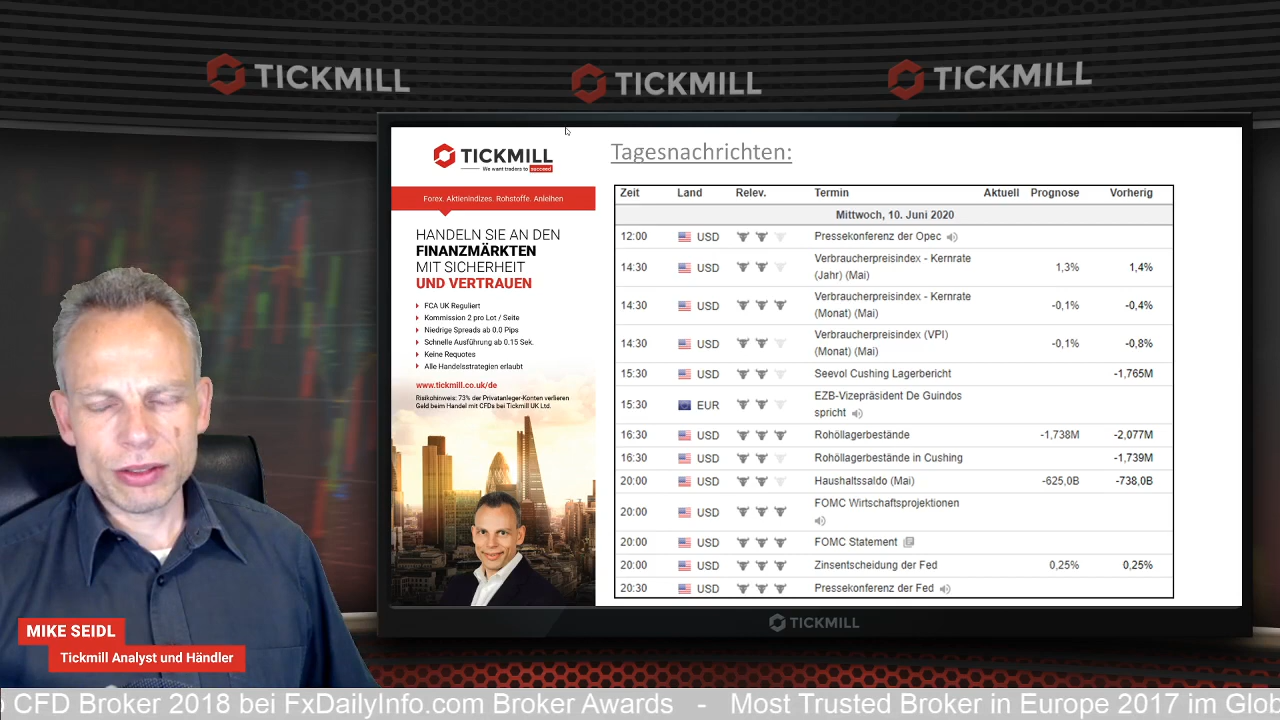 TICKMILL
TICKMILL
TICKMILL
TICKMILL
We want traders to succeed
Forex. Aktienindizes. Rohstoffe. Anleihen
HANDELN SIE AN DEN
FINANZMÄRKTEN
MIT SICHERHEIT
UND VERTRAUEN
FCA UK Reguliert
Kommission 2 pro Lot / Seite
Niedrige Spreads ab 0.0 Pips
Schnelle Ausführung ab 0.15 Sek.
Keine Requotes
Alle Handelsstrategien erlaubt
www.tickmill.co.uk/de
Risikohinweis: 73% der Privatanleger-Konten verlieren
Geld beim Handel mit CFDs bei Tickmill UK Ltd.
Tagesnachrichten:
Zeit Land Relev. Termin Aktuell Prognose Vorherig
Mittwoch, 10. Juni 2020
12:00 USD Pressekonferenz der Opec
14:30 USD Verbraucherpreisindex - Kernrate
(Jahr) (Mai) 1,3% 1,4%
14:30 USD Verbraucherpreisindex - Kernrate
(Monat) (Mai) -0,1% -0,4%
14:30 USD Verbraucherpreisindex (VPI)
(Monat) (Mai) -0,1% -0,8%
15:30 USD Seevol Cushing Lagerbericht -1,765M
15:30 EUR EZB-Vizepräsident De Guindos
spricht
16:30 USD Rohöllagerbestände -1,738M -2,077M
16:30 USD Rohöllagerbestände in Cushing -1,739M
20:00 USD Haushaltssaldo (Mai) -625,0B -738,0B
20:00 USD FOMC Wirtschaftsprojektionen
20:00 USD FOMC Statement
20:00 USD Zinsentscheidung der Fed 0,25% 0,25%
20:30 USD Pressekonferenz der Fed
TICKMILL
MIKE SEIDL
Tickmill Analyst und Händler
CFD Broker 2018 bei FxDailyInfo.com Broker Awards - Most Trusted Broker in Europe 2017 im Glob